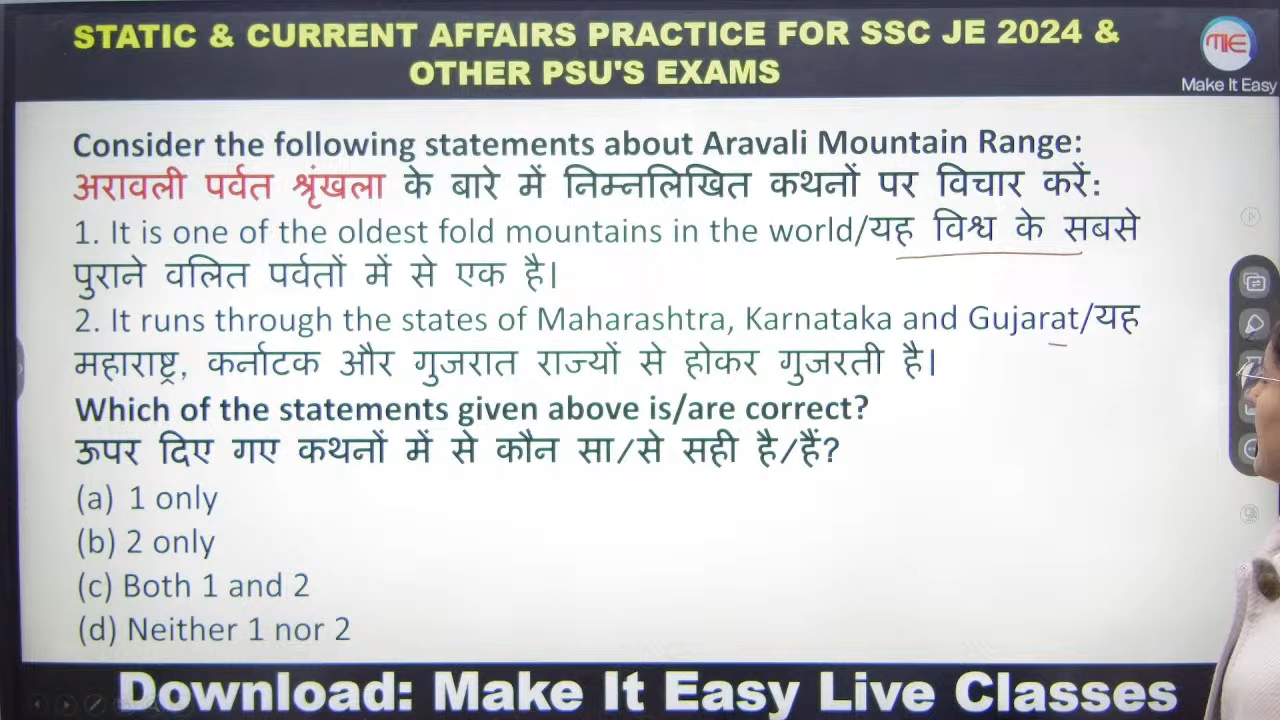 STATIC & CURRENT AFFAIRS PRACTICE FOR SSC JE 2024 &
OTHER PSU'S EXAMS
MIE
Make It Easy
Consider the following statements about Aravali Mountain Range:
अरावली पर्वत श्रृंखला के बारे में निम्नलिखित कथनों पर विचार करें:
1. It is one of the oldest fold mountains in the world/यह विश्व के सबसे
पुराने वलित पर्वतों में से एक है।
2. It runs through the states of Maharashtra, Karnataka and Gujarat/यह
महाराष्ट्र, कर्नाटक और गुजरात राज्यों से होकर गुजरती है।
Which of the statements given above is/are correct?
ऊपर दिए गए कथनों में से कौन सा/से सही है/हैं?
(a) 1 only
(b) 2 only
(c) Both 1 and 2
(d) Neither 1 nor 2
Download: Make It Easy Live Classes